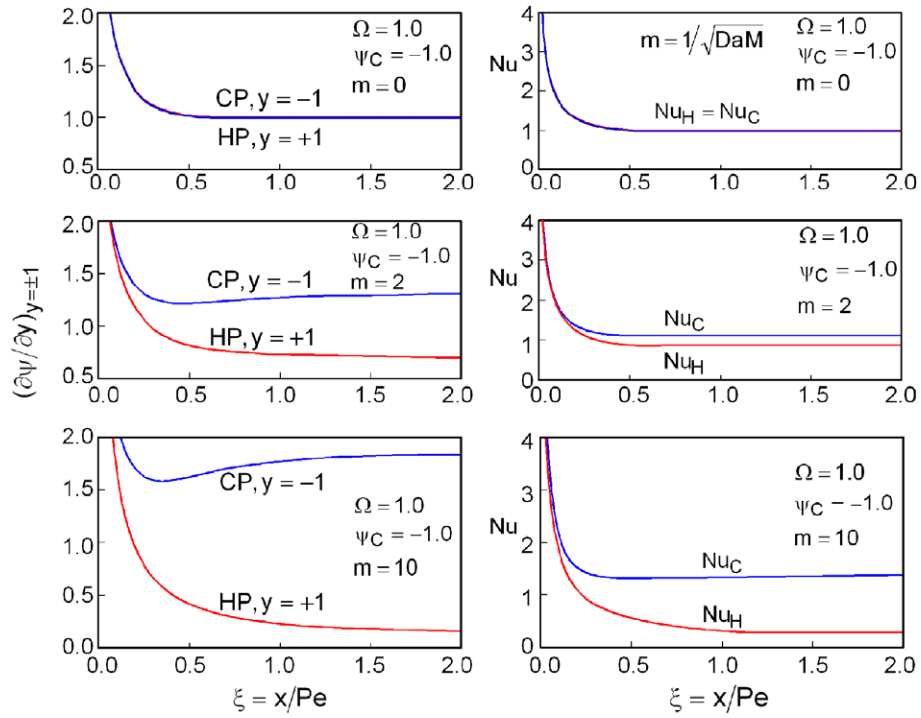 2.0
1.5
1.0
0.5
Ω = 1.0
ψC = −1.0
m = 0
CP, y = −1
HP, y = +1
0.0 0.5 1.0 1.5 2.0
4
Nu
3
2
1
0
m = 1/√DaM
Ω = 1.0
ψC = −1.0
m = 0
NuH = NuC
0.0 0.5 1.0 1.5 2.0
(∂ψ/∂y)y=±1
2.0
1.5
1.0
0.5
Ω = 1.0
ψC = −1.0
m = 2
CP, y = −1
HP, y = +1
0.0 0.5 1.0 1.5 2.0
4
3
Nu
2
1
0
Ω = 1.0
ψC = −1.0
m = 2
NuC
NuH
0.0 0.5 1.0 1.5 2.0
2.0
1.5
1.0
0.5
0.0
CP, y = −1
Ω = 1.0
ψC = −1.0
m = 10
HP, y = +1
0.0 0.5 1.0 1.5 2.0
ξ = x/Pe
4
3
Nu
2
1
0
Ω = 1.0
ψC − −1.0
m = 10
NuC
NuH
0.0 0.5 1.0 1.5 2.0
ξ = x/Pe